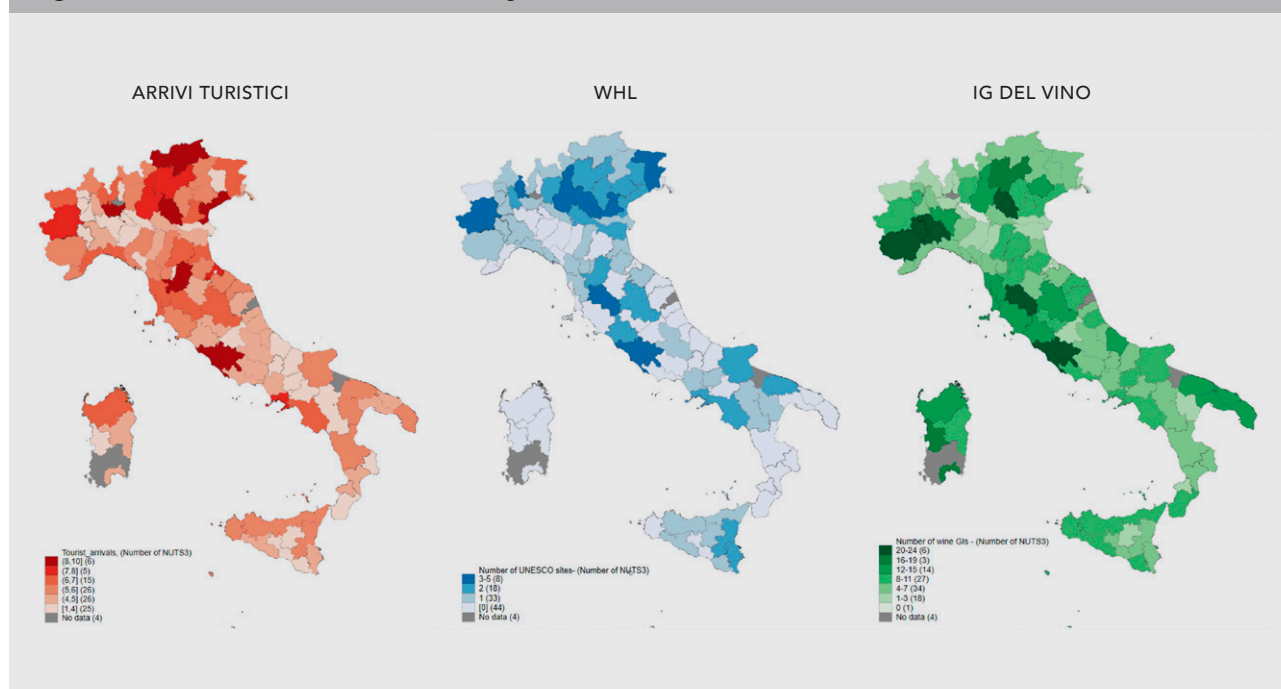 ARRIVI TURISTICI
WHL
IG DEL VINO
Tourist_arrivals, (Number of NUTS3)
(8,10] (6)
(7,8] (5)
(6,7] (15)
(5,6] (26)
(4,5] (26)
[1,4] (25)
No data (4)
Number of UNESCO sites- (Number of NUTS3)
3-5 (8)
2 (18)
1 (33)
[0] (44)
No data (4)
Number of wine GIs - (Number of NUTS3)
20-24 (6)
16-19 (3)
12-15 (14)
8-11 (27)
4-7 (34)
1-3 (18)
0 (1)
No data (4)